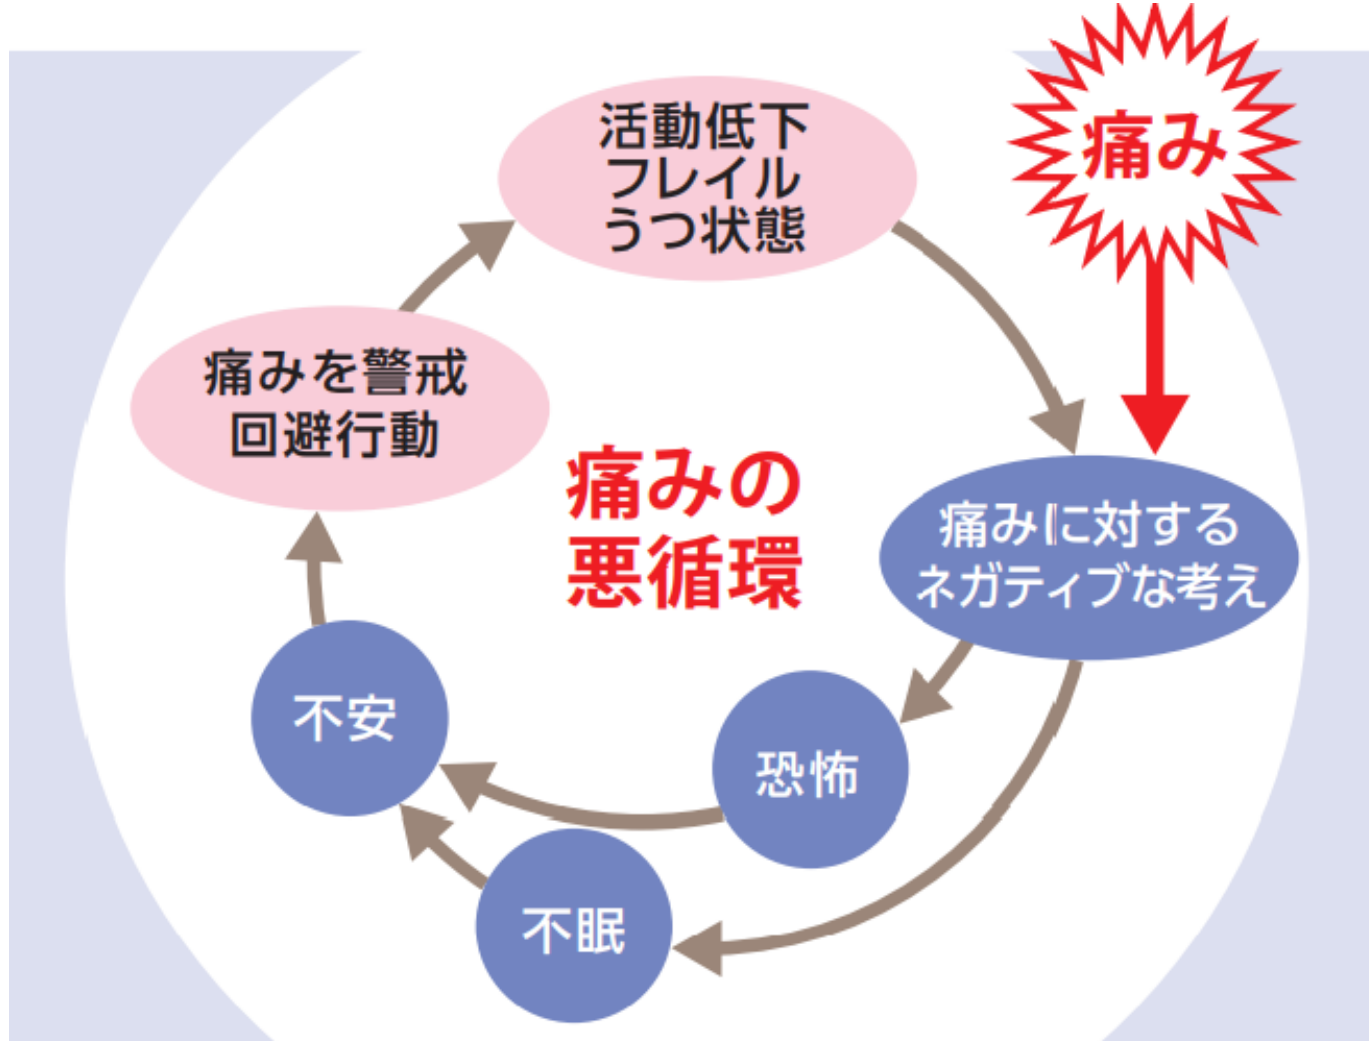 痛み
活動低下
フレイル
うつ状態
痛みを警戒
回避行動
痛みの
悪循環
痛みに対する
ネガティブな考え
不安
恐怖
不眠